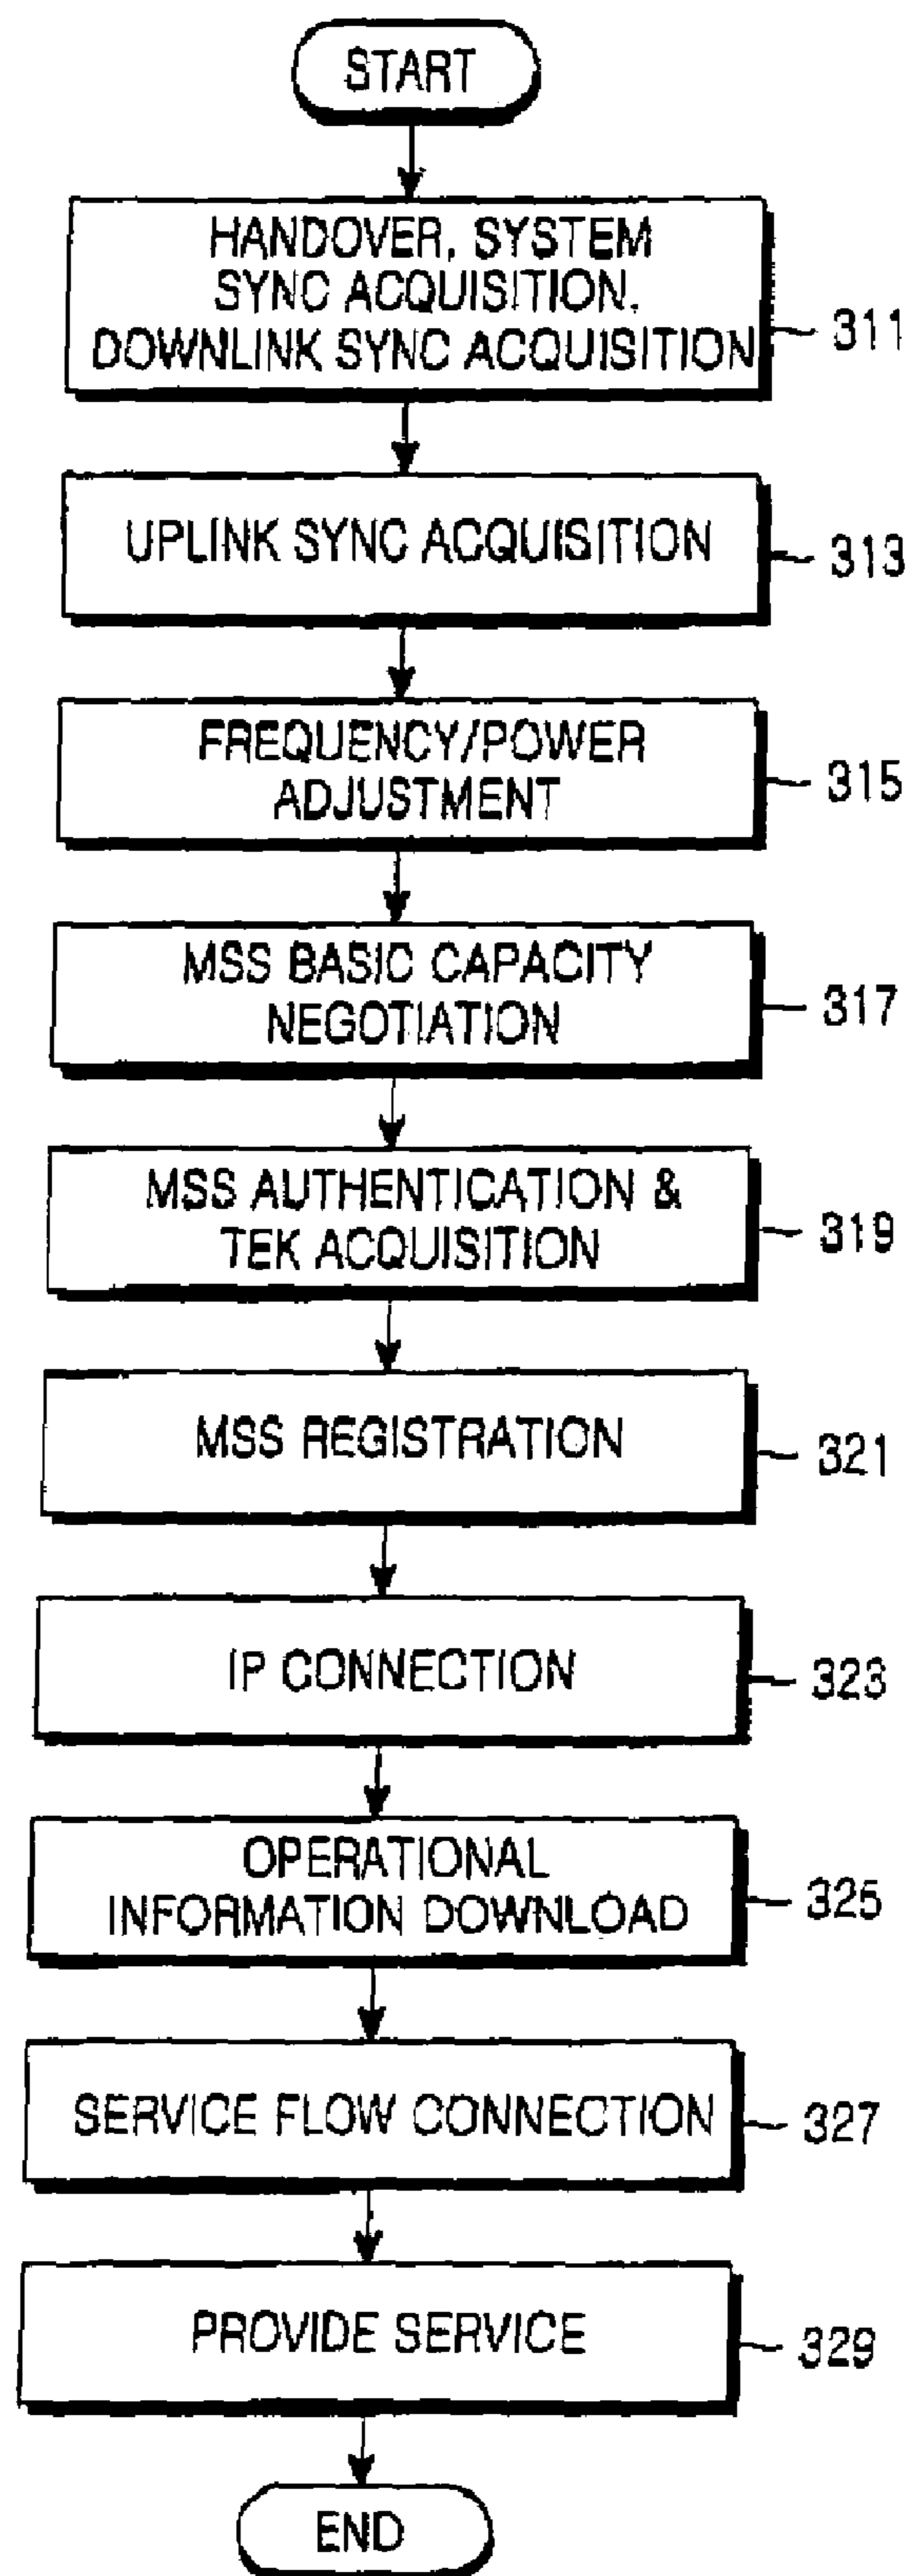 START
HANDOVER, SYSTEM
SYNC ACQUISITION,
DOWNLINK SYNC ACQUISITION
311
UPLINK SYNC ACQUISITION
313
FREQUENCY/POWER
ADJUSTMENT
315
MSS BASIC CAPACITY
NEGOTIATION
317
MSS AUTHENTICATION &
TEK ACQUISITION
319
MSS REGISTRATION
321
IP CONNECTION
323
OPERATIONAL
INFORMATION DOWNLOAD
325
SERVICE FLOW CONNECTION
327
PROVIDE SERVICE
329
END